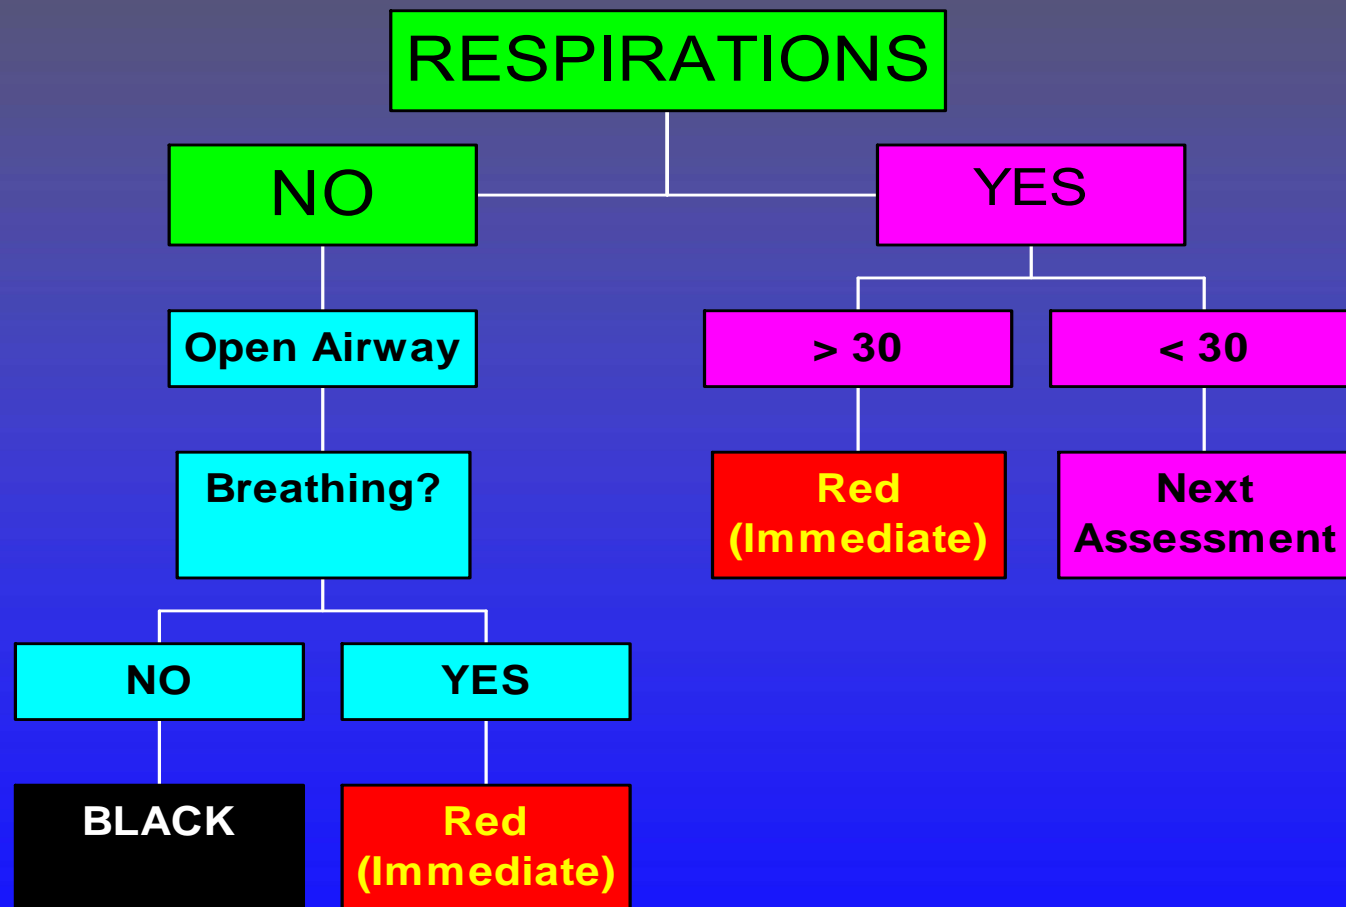 RESPIRATIONS
NO
YES
Open Airway
> 30
< 30
Breathing?
Red
(Immediate)
Next
Assessment
NO
YES
BLACK
Red
(Immediate)